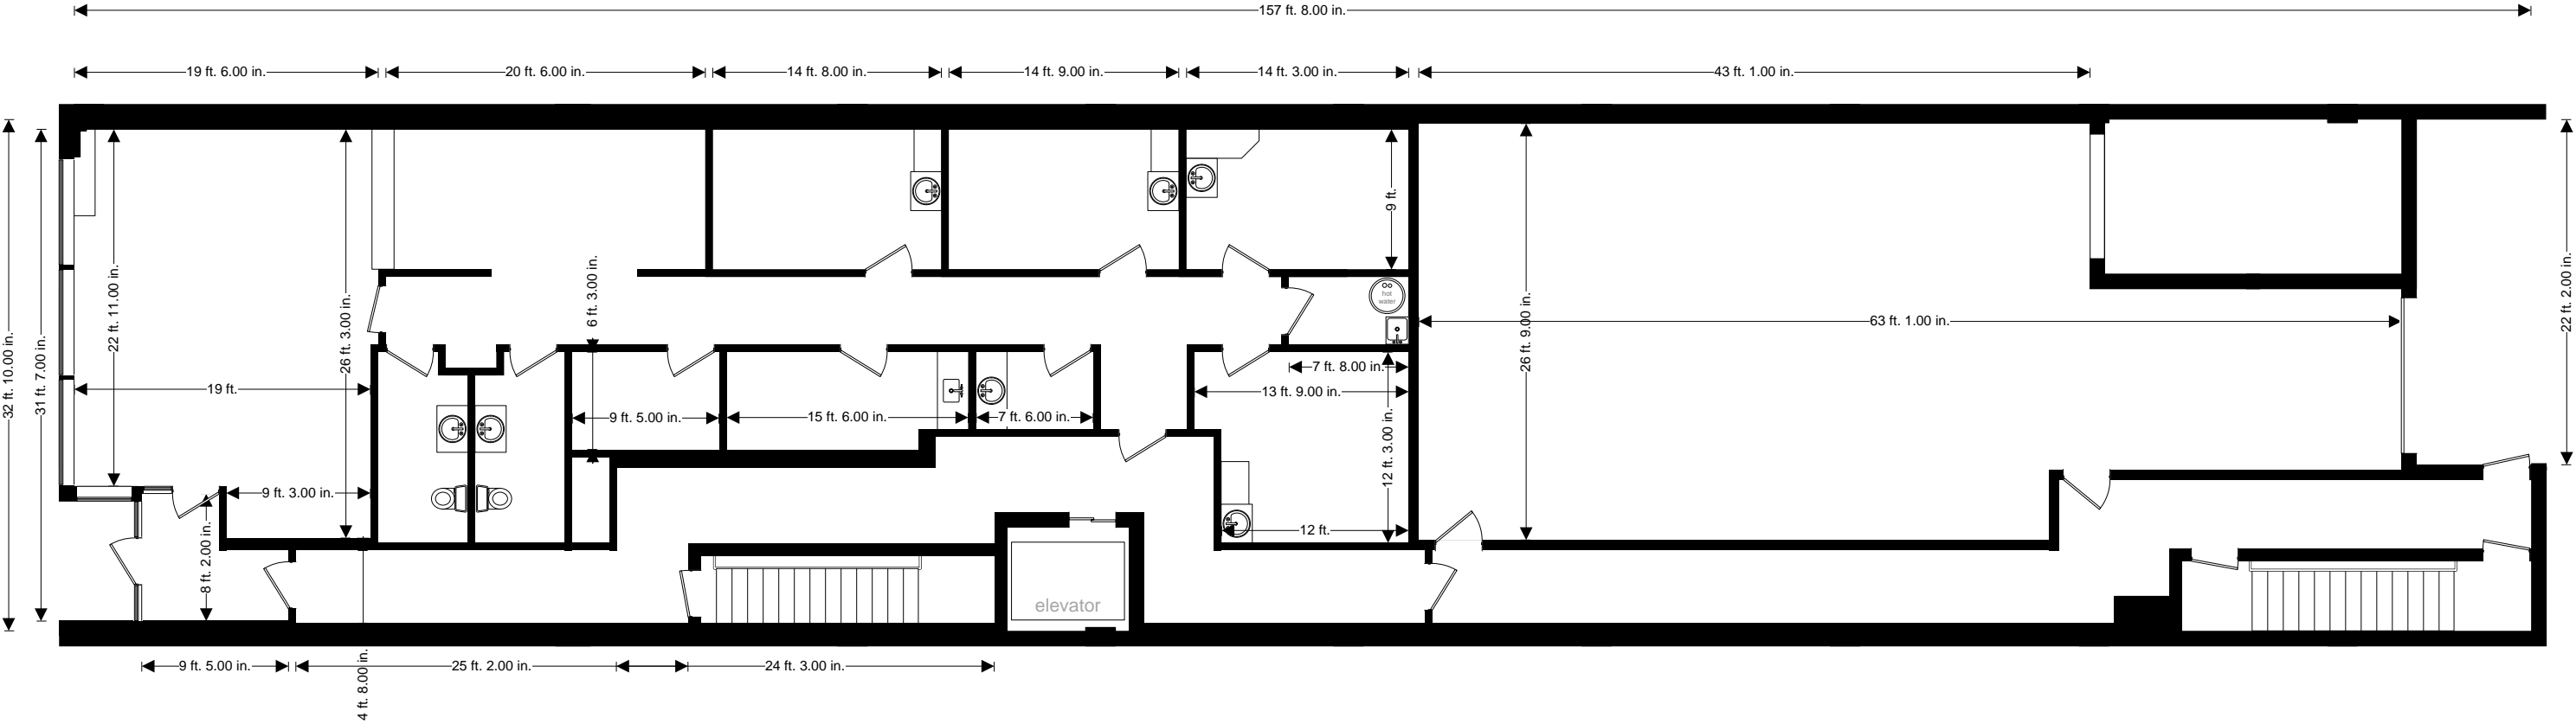 157 ft. 8.00 in.
19 ft. 6.00 in.
20 ft. 6.00 in.
14 ft. 8.00 in.
14 ft. 9.00 in.
14 ft. 3.00 in.
43 ft. 1.00 in.
32 ft. 10.00 in.
31 ft. 7.00 in.
22 ft. 11.00 in.
26 ft. 3.00 in.
6 ft. 3.00 in.
9 ft.
hot
water
26 ft. 9.00 in.
63 ft. 1.00 in.
22 ft. 2.00 in.
19 ft.
9 ft. 5.00 in.
15 ft. 6.00 in.
7 ft. 6.00 in.
7 ft. 8.00 in.
13 ft. 9.00 in.
12 ft. 3.00 in.
9 ft. 3.00 in.
8 ft. 2.00 in.
12 ft.
elevator
9 ft. 5.00 in.
25 ft. 2.00 in.
24 ft. 3.00 in.
4 ft. 8.00 in.